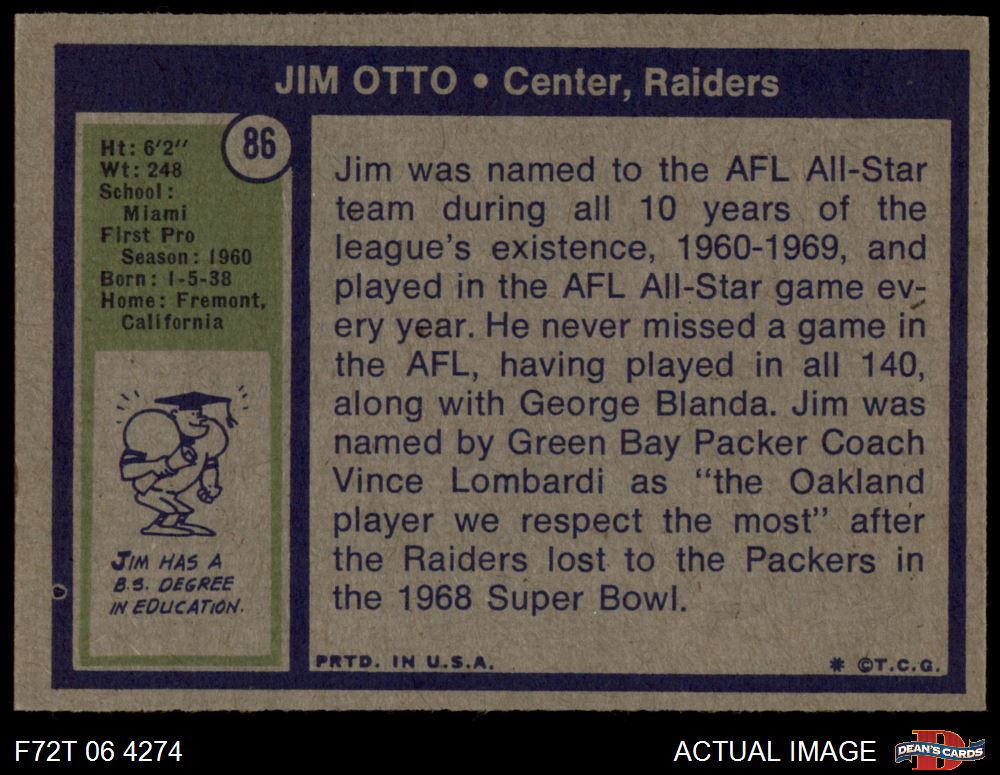 JIM OTTO • Center, Raiders
86
Ht: 6'2"
Wt: 248
School:
Miami
First Pro
Season: 1960
Born: 1-5-38
Home: Fremont,
California
JIM HAS A
B.S. DEGREE
IN EDUCATION.
Jim was named to the AFL All-Star
team during all 10 years of the
league's existence, 1960-1969, and
played in the AFL All-Star game ev-
ery year. He never missed a game in
the AFL, having played in all 140,
along with George Blanda. Jim was
named by Green Bay Packer Coach
Vince Lombardi as "the Oakland
player we respect the most" after
the Raiders lost to the Packers in
the 1968 Super Bowl.
PRTD. IN U.S.A.
* ©T.C.G.
F72T 06 4274
ACTUAL IMAGE
D
DEAN'S CARDS